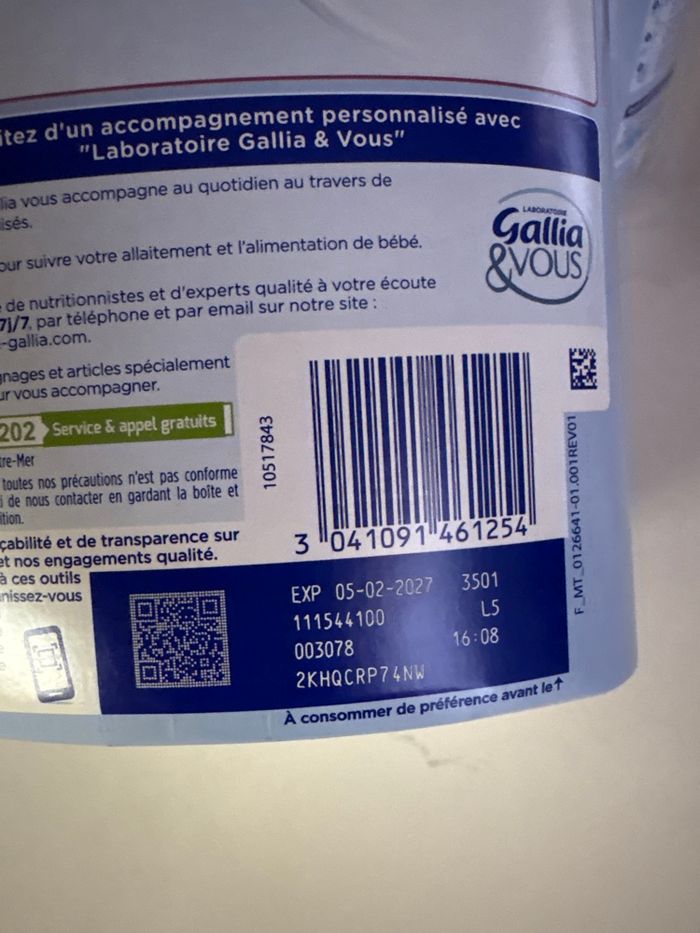 itez d'un accompagnement personnalisé avec
"Laboratoire Gallia & Vous"
lia vous accompagne au quotidien au travers de
isés.
our suivre votre allaitement et l'alimentation de bébé.
de nutritionnistes et d'experts qualité à votre écoute
7j/7, par téléphone et par email sur notre site :
-gallia.com.
LABORATOIRE
Gallia
&VOUS
gnages et articles spécialement
ur vous accompagner.
202 Service & appel gratuits
tre-Mer
toutes nos précautions n'est pas conforme
i de nous contacter en gardant la boîte et
ition.
çabilité et de transparence sur
et nos engagements qualité.
à ces outils
nissez-vous
10517843
3 041091 461254
F_MT_0126641-01.001REV01
EXP 05-02-2027 3501
111544100 L5
003078 16:08
2KHQCRP74NW
À consommer de préférence avant le↑